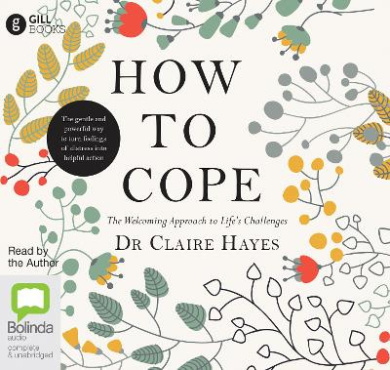 g GILL
BOOKS
HOW
TO
COPE
The gentle and
powerful way
to turn feelings
of distress into
helpful action
The Welcoming Approach to Life's Challenges
DR CLAIRE HAYES
Read by
the Author
Bolinda
audio
complete &
unabridged